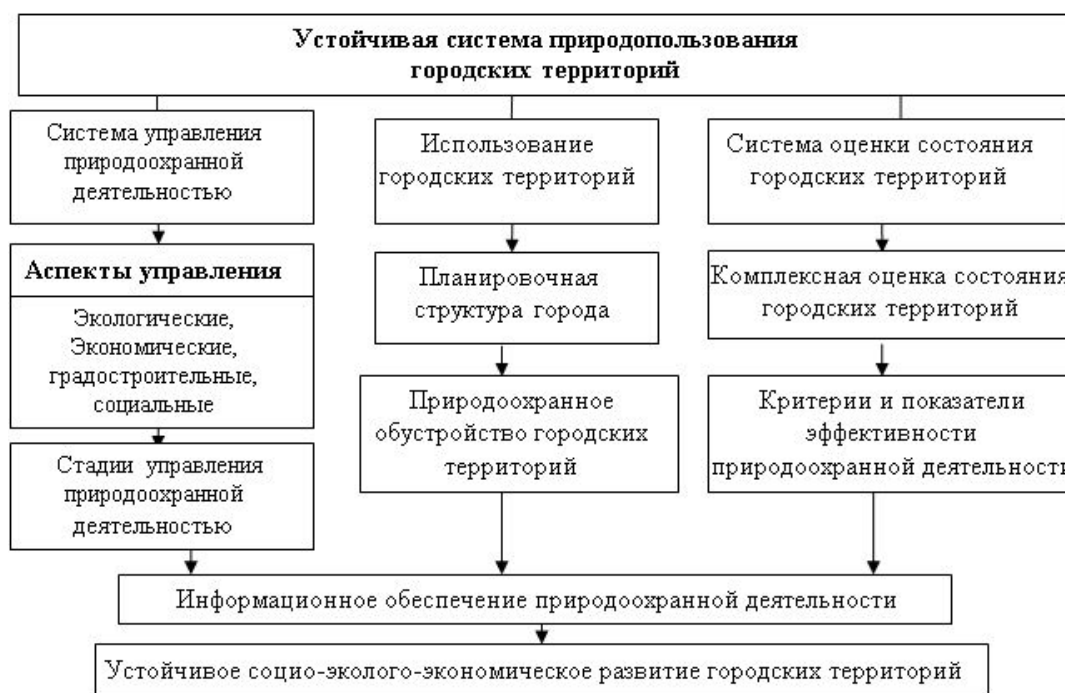 Устойчивая система природопользования
городских территорий
Система управления
природоохранной
деятельностью
Аспекты управления
Экологические,
Экономические,
градостроительные,
социальные
Стадии управления
природоохранной
деятельностью
Использование
городских территорий
Планировочная
структура города
Природоохранное
обустройство городских
территорий
Система оценки состояния
городских территорий
Комплексная оценка состояния
городских территорий
Критерии и показатели
эффективности
природоохранной деятельности
Информационное обеспечение природоохранной деятельности
Устойчивое социо-эколого-экономическое развитие городских территорий